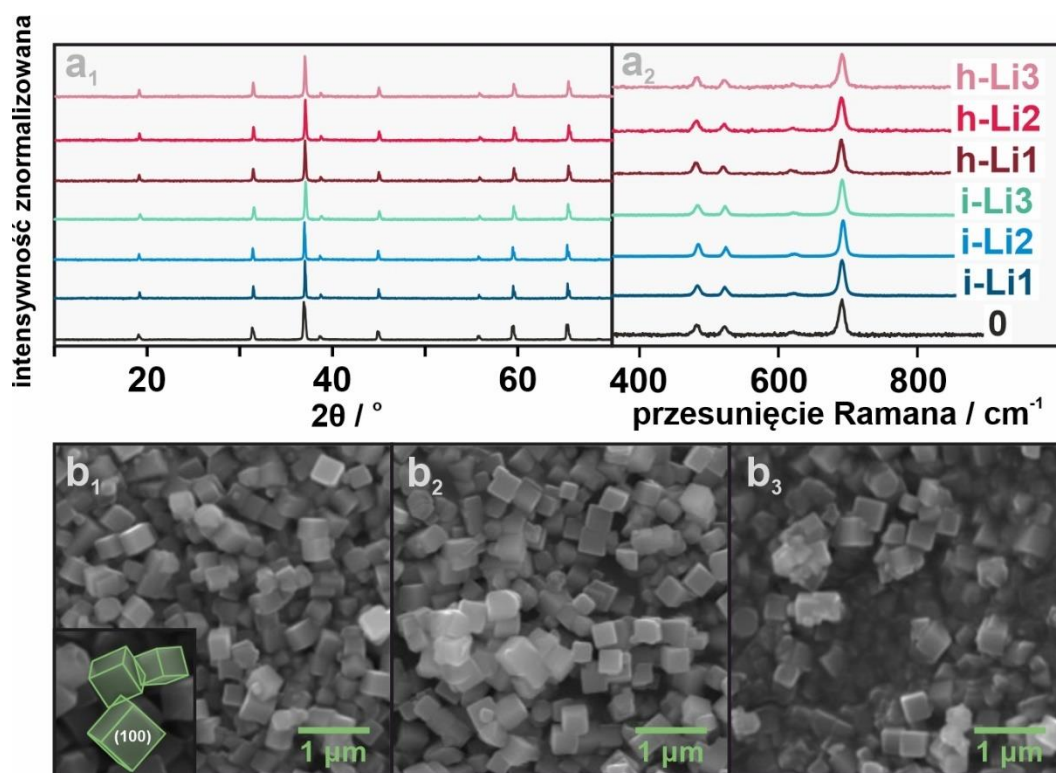 intensywność znormalizowana
a1
a2
h-Li3
h-Li2
h-Li1
i-Li3
i-Li2
i-Li1
0
20 40 60
400 600 800
2θ / °
przesunięcie Ramana / cm-1
b1
b2
b3
(100)
1 µm
1 µm
1 µm